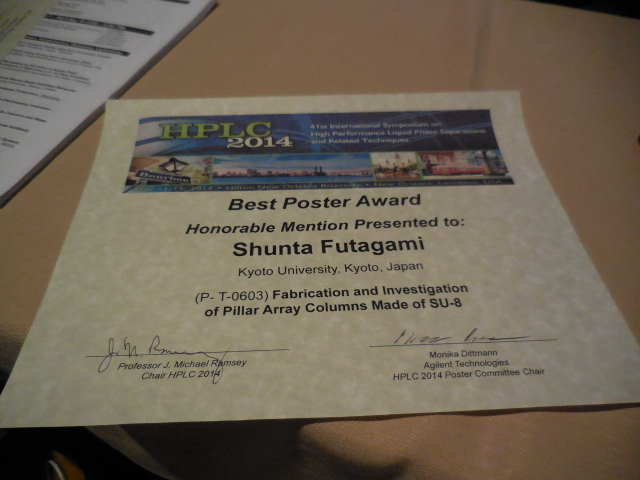 HPLC
2014
41st International Symposium on
High Performance Liquid Phase Separations
and Related Techniques
Bourbon
Best Poster Award
Honorable Mention Presented to:
Shunta Futagami
Kyoto University, Kyoto, Japan
(P- T-0603) Fabrication and Investigation
of Pillar Array Columns Made of SU-8
Professor J. Michael Ramsey
Chair HPLC 2014
Monika Dittmann
Agilent Technologies
HPLC 2014 Poster Committee Chair